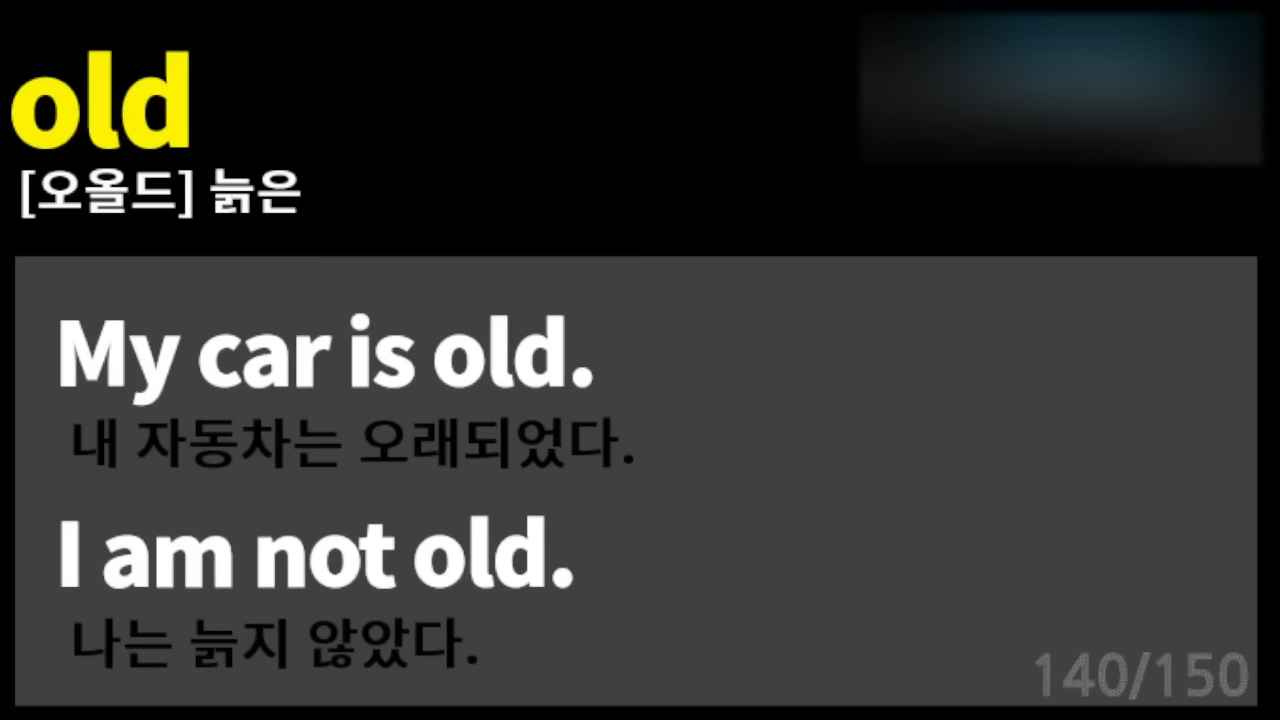 old
[오올드] 늙은
My car is old.
내 자동차는 오래되었다.
I am not old.
나는 늙지 않았다.
140/150